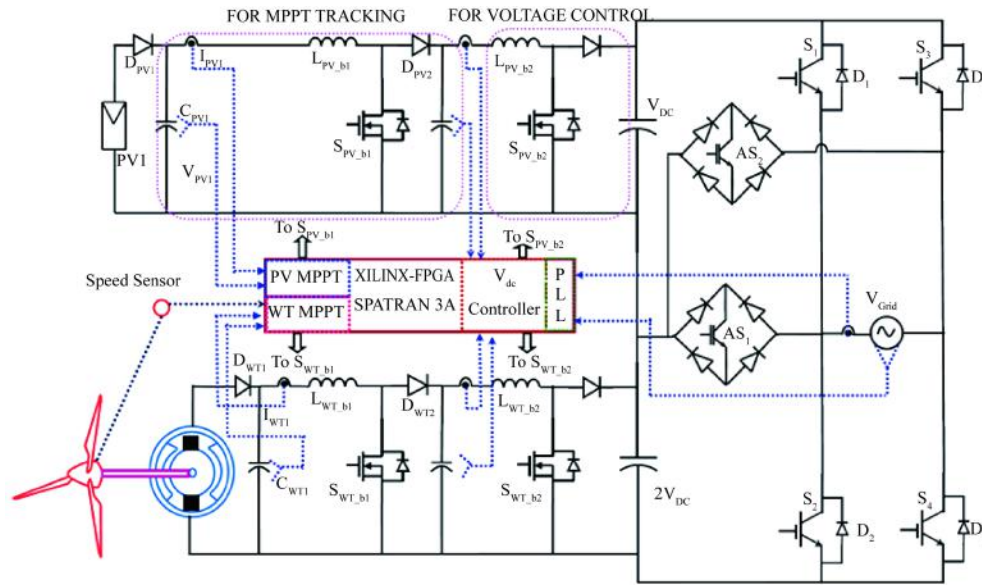 FOR MPPT TRACKING
FOR VOLTAGE CONTROL
D_PV1
I_PV1
L_PV_b1
D_PV2
L_PV_b2
S_1
S_3
D_1
D
C_PV1
PV1
V_PV1
S_PV_b1
S_PV_b2
V_DC
AS_2
To S_PV_b1
To S_PV_b2
Speed Sensor
PV MPPT
XILINX-FPGA
V_dc
P
L
L
WT MPPT
SPATRAN 3A
Controller
V_Grid
AS_1
To S_WT_b1
To S_WT_b2
D_WT1
I_WT1
L_WT_b1
D_WT2
L_WT_b2
C_WT1
S_WT_b1
S_WT_b2
2V_DC
S_2
S_4
D_2
D